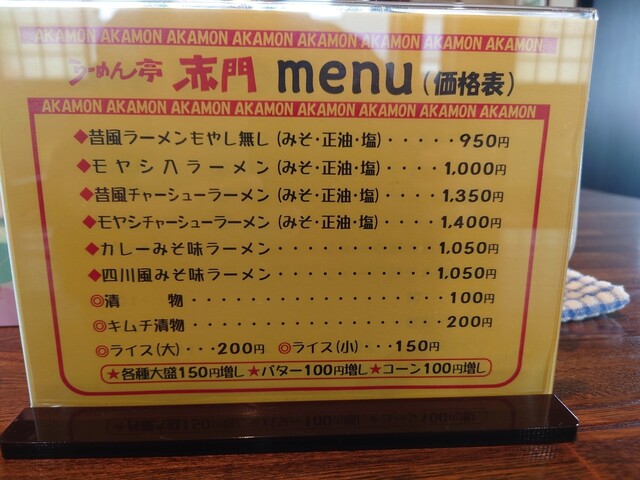 AKAMON AKAMON AKAMON AKAMON AKAMON AKAMON AKAMON AKAMON
らーめん亭 赤門 menu(価格表)
AKAMON AKAMON AKAMON AKAMON AKAMON AKAMON AKAMON AKAMON
◆昔風ラーメンもやし無し(みそ・正油・塩)・・・・・950円
◆モヤシ入ラーメン(みそ・正油・塩)・・・・1,000円
◆昔風チャーシューラーメン(みそ・正油・塩)・・・・1,350円
◆モヤシチャーシューラーメン(みそ・正油・塩)・・・・1,400円
◆カレーみそ味ラーメン・・・・・・・・・・・1,050円
◆四川風みそ味ラーメン・・・・・・・・・・・1,050円
◎漬 物・・・・・・・・・・・・・・・・・・100円
◎キムチ漬物・・・・・・・・・・・・・・・・・・200円
◎ライス(大)・・・200円 ◎ライス(小)・・・150円
★各種大盛150円増し★バター100円増し★コーン100円増し